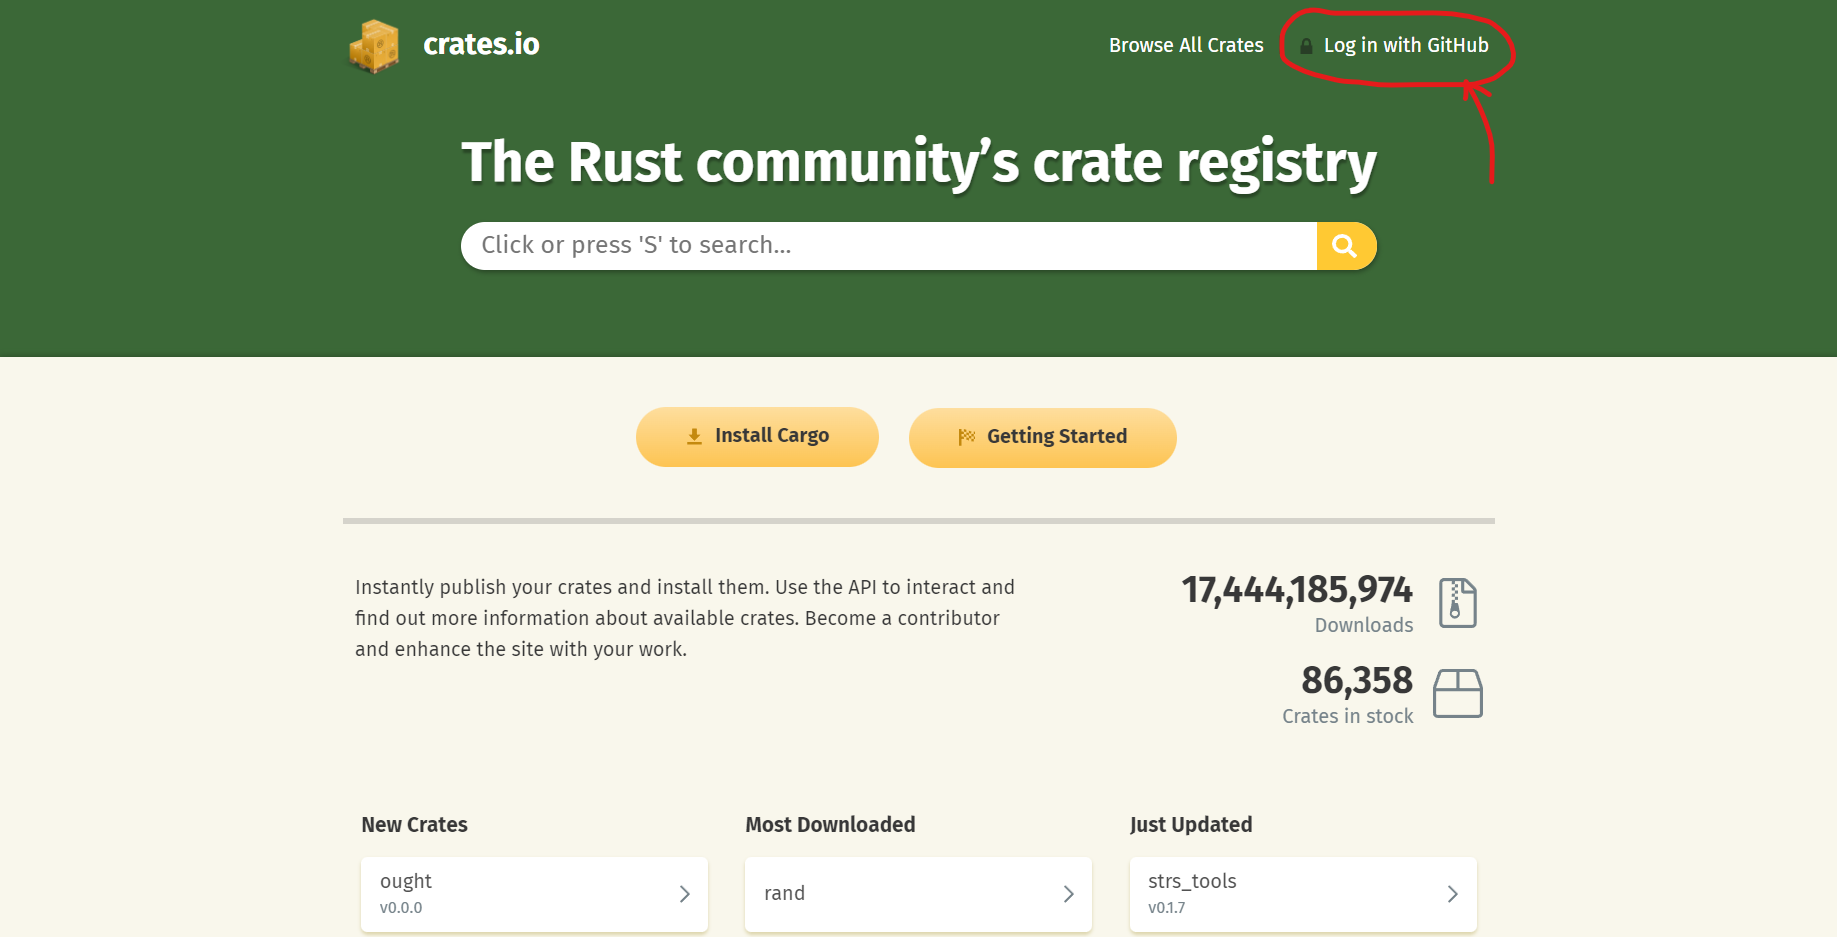 crates.io
Browse All Crates
Log in with GitHub
The Rust community's crate registry
Click or press 'S' to search...
Install Cargo
Getting Started
Instantly publish your crates and install them. Use the API to interact and
find out more information about available crates. Become a contributor
and enhance the site with your work.
17,444,185,974
Downloads
86,358
Crates in stock
New Crates
ought
v0.0.0
Most Downloaded
rand
Just Updated
strs_tools
v0.1.7